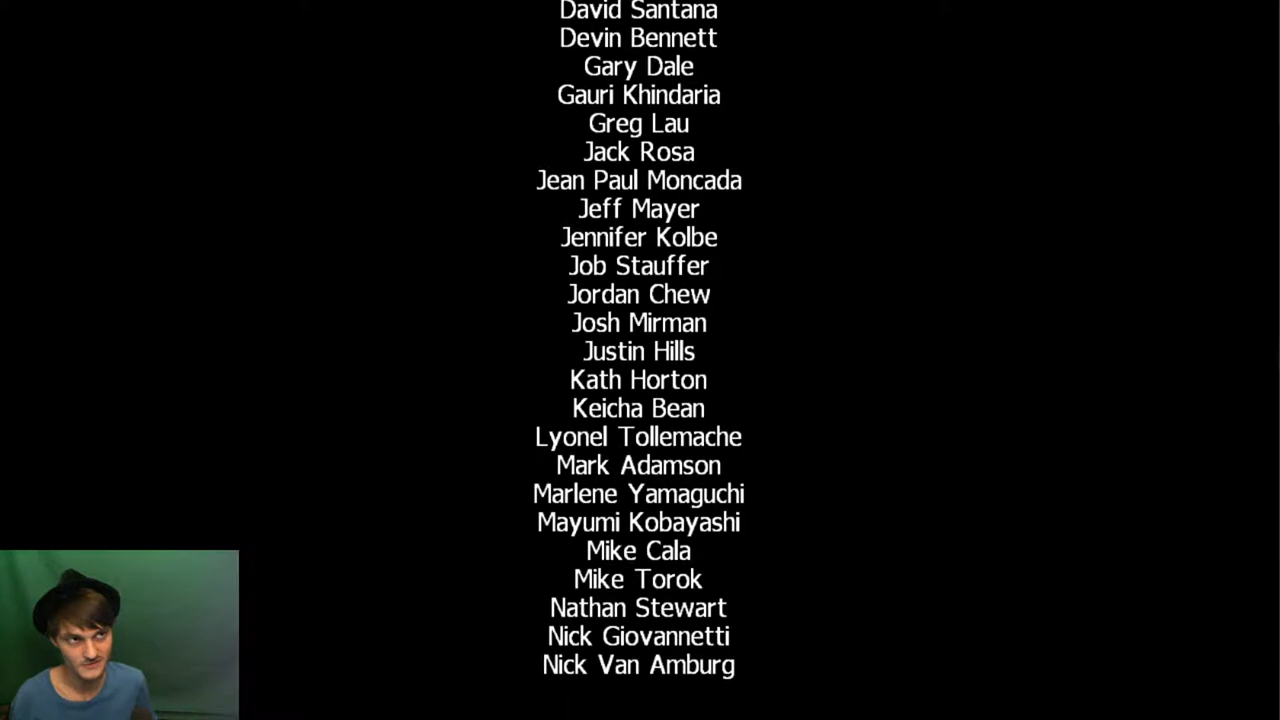 David Santana
Devin Bennett
Gary Dale
Gauri Khindaria
Greg Lau
Jack Rosa
Jean Paul Moncada
Jeff Mayer
Jennifer Kolbe
Job Stauffer
Jordan Chew
Josh Mirman
Justin Hills
Kath Horton
Keicha Bean
Lyonel Tollemache
Mark Adamson
Marlene Yamaguchi
Mayumi Kobayashi
Mike Cala
Mike Torok
Nathan Stewart
Nick Giovannetti
Nick Van Amburg